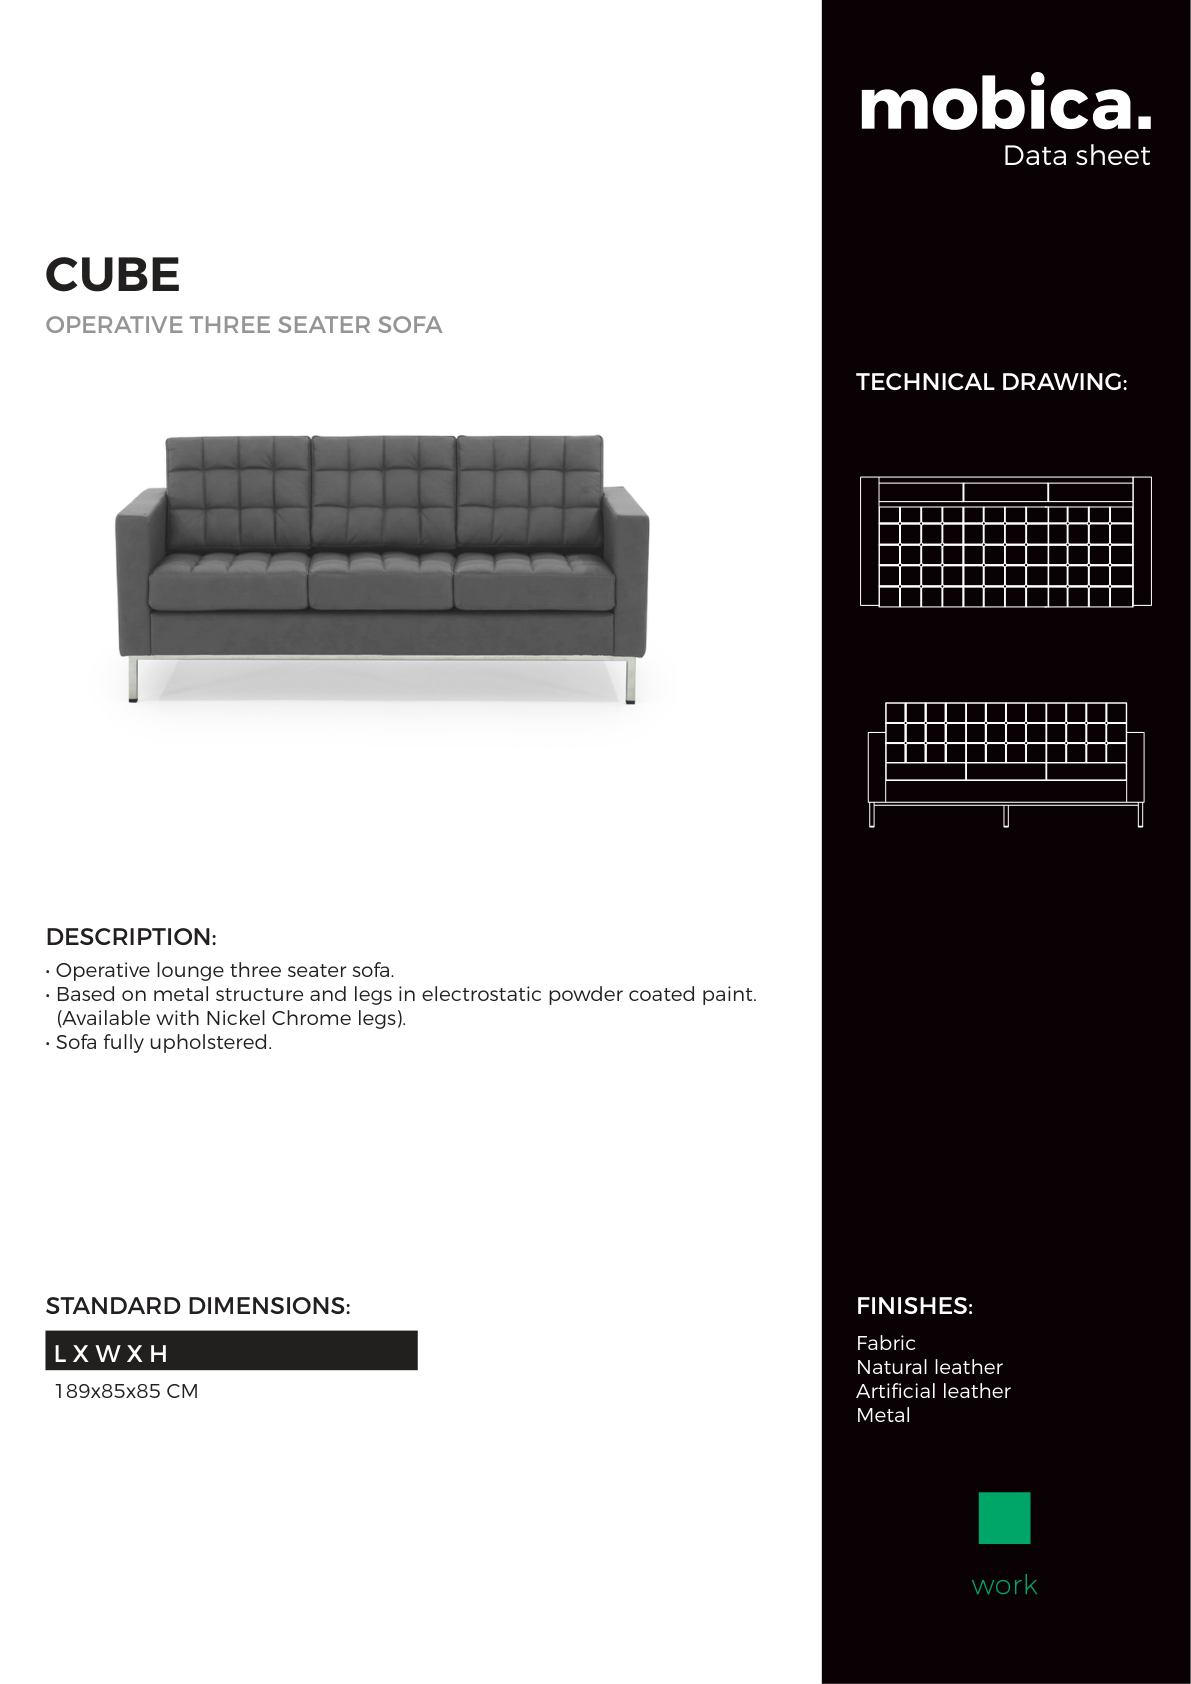 mobica.
Data sheet
CUBE
OPERATIVE THREE SEATER SOFA
TECHNICAL DRAWING:
DESCRIPTION:
• Operative lounge three seater sofa.
• Based on metal structure and legs in electrostatic powder coated paint.
(Available with Nickel Chrome legs).
• Sofa fully upholstered.
STANDARD DIMENSIONS:
L X W X H
189x85x85 CM
FINISHES:
Fabric
Natural leather
Artificial leather
Metal
work